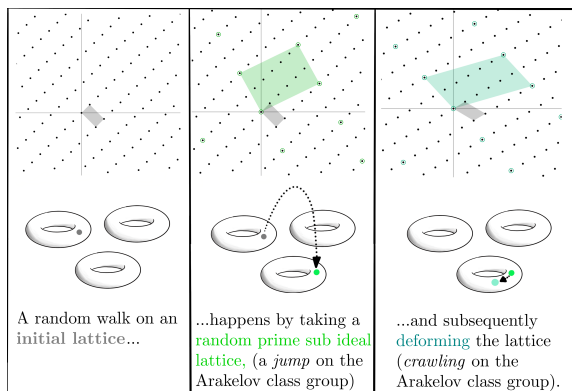 A random walk on an
initial lattice...
...happens by taking a
random prime sub ideal
lattice, (a jump on the
Arakelov class group)
...and subsequently
deforming the lattice
(crawling on the
Arakelov class group).